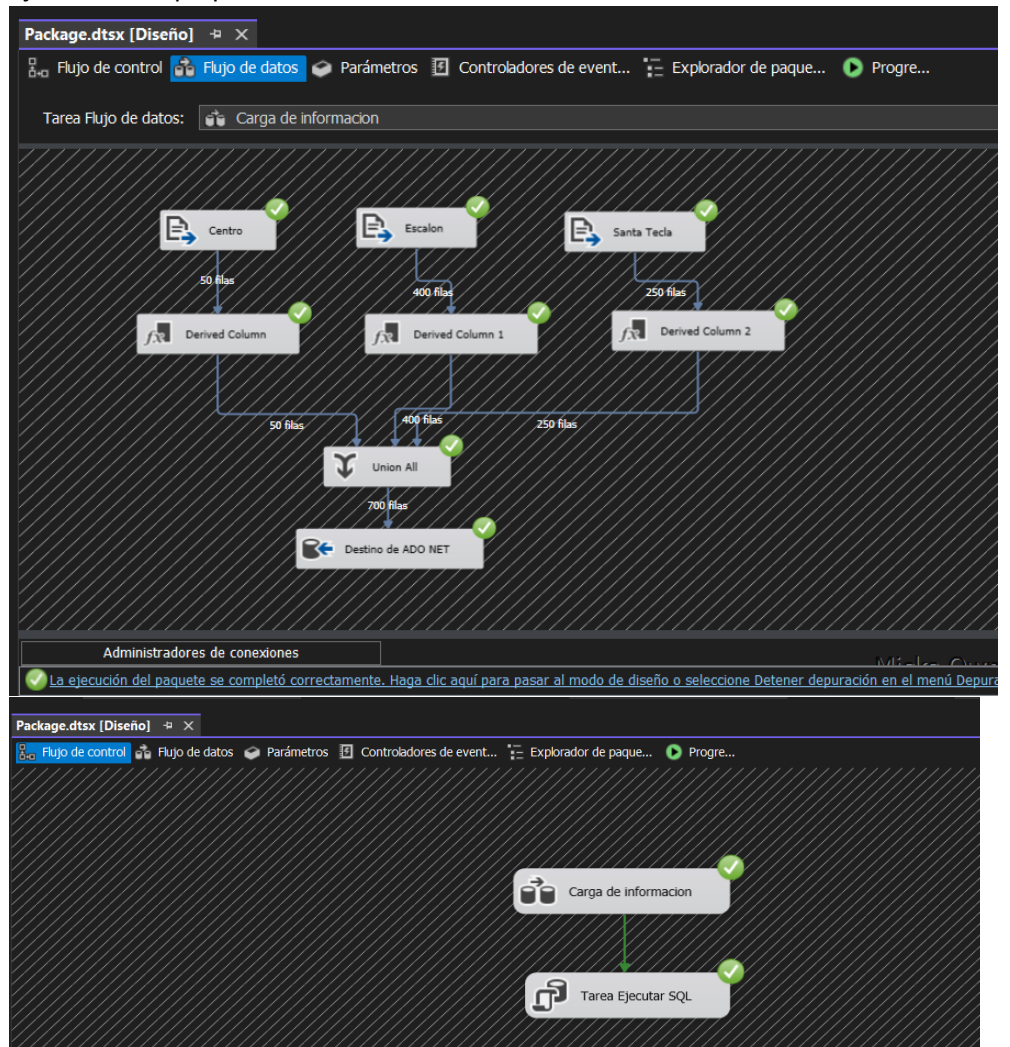 Package.dtsx [Diseño]
Flujo de control Flujo de datos Parámetros Controladores de event... Explorador de paque... Progre...
Tarea Flujo de datos: Carga de informacion
Centro Escalon Santa Tecla
50 filas 400 filas 250 filas
Derived Column Derived Column 1 Derived Column 2
50 filas 400 filas 250 filas
Union All
700 filas
Destino de ADO NET
Administradores de conexiones
La ejecución del paquete se completó correctamente. Haga clic aquí para pasar al modo de diseño o seleccione Detener depuración en el menú Depura
Package.dtsx [Diseño]
Flujo de control Flujo de datos Parámetros Controladores de event... Explorador de paque... Progre...
Carga de informacion
Tarea Ejecutar SQL